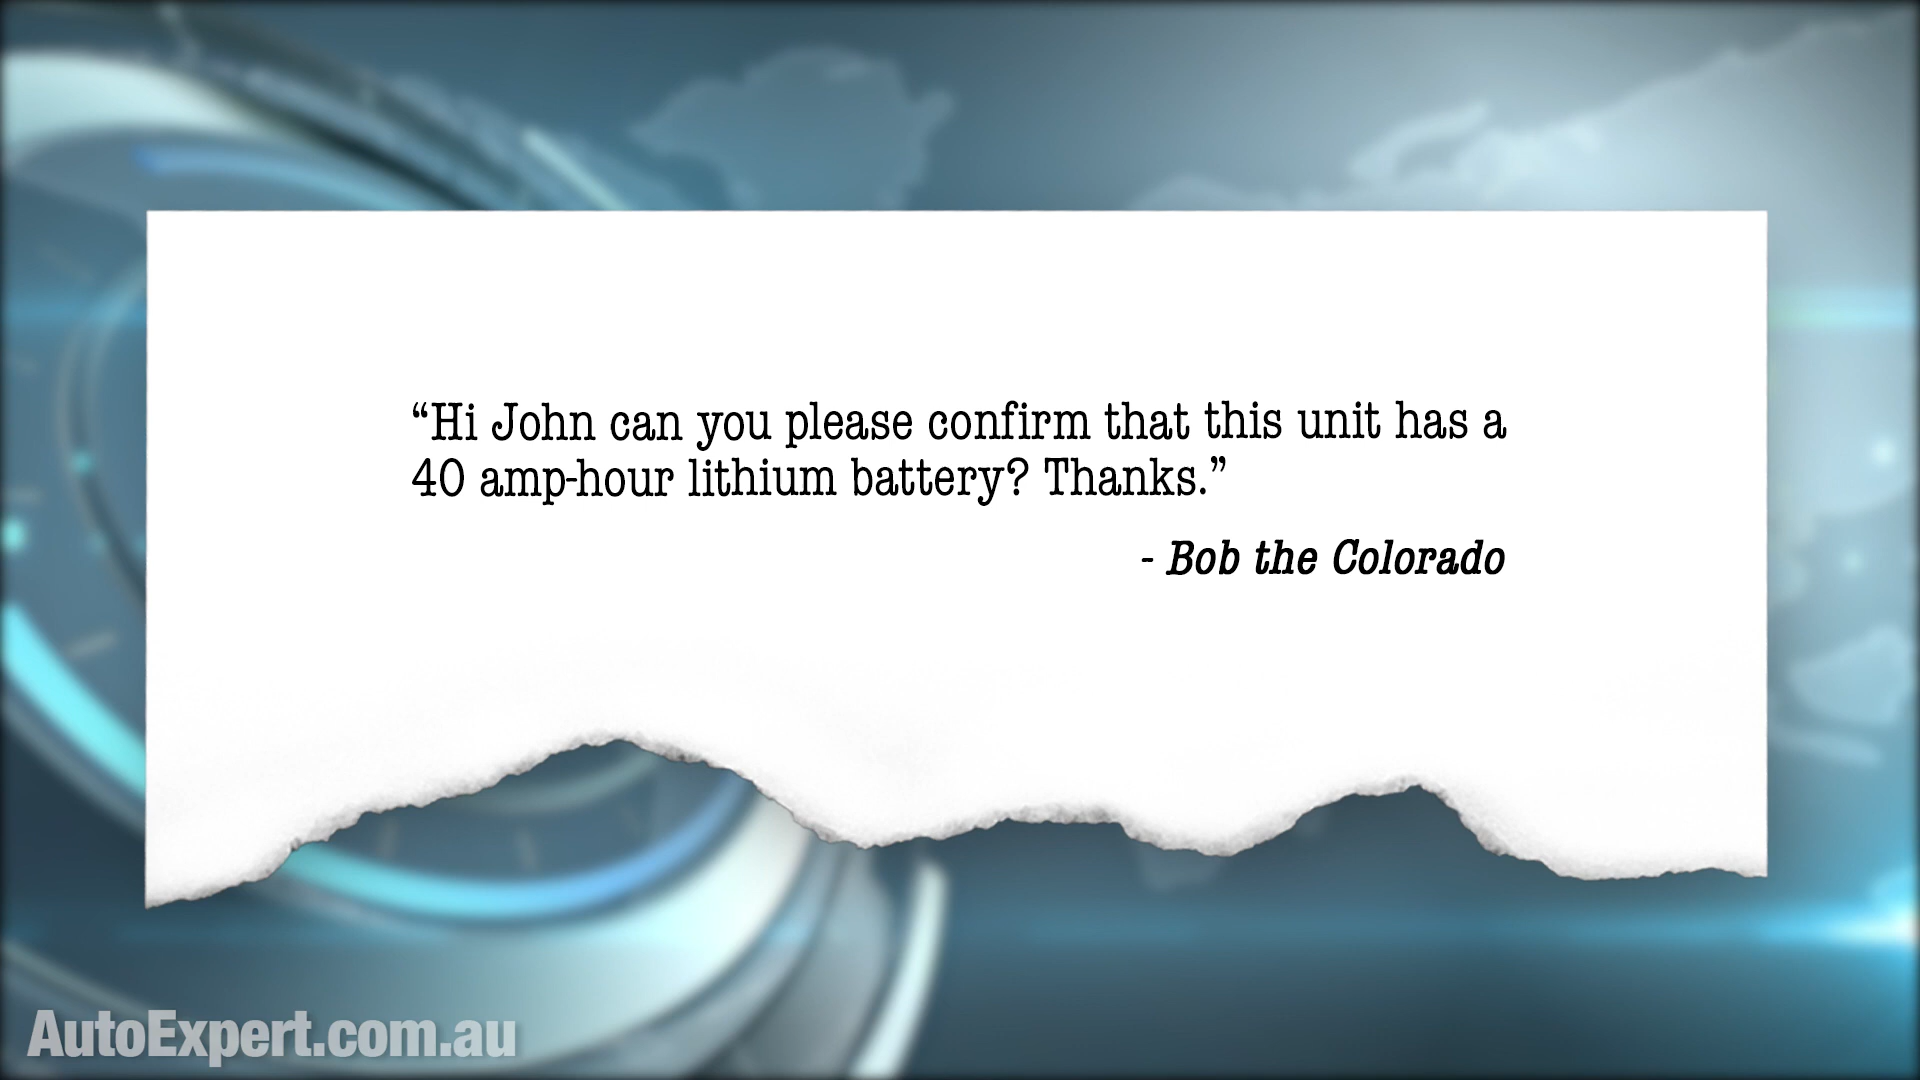 “Hi John can you please confirm that this unit has a
40 amp-hour lithium battery? Thanks.”
- Bob the Colorado
AutoExpert.com.au